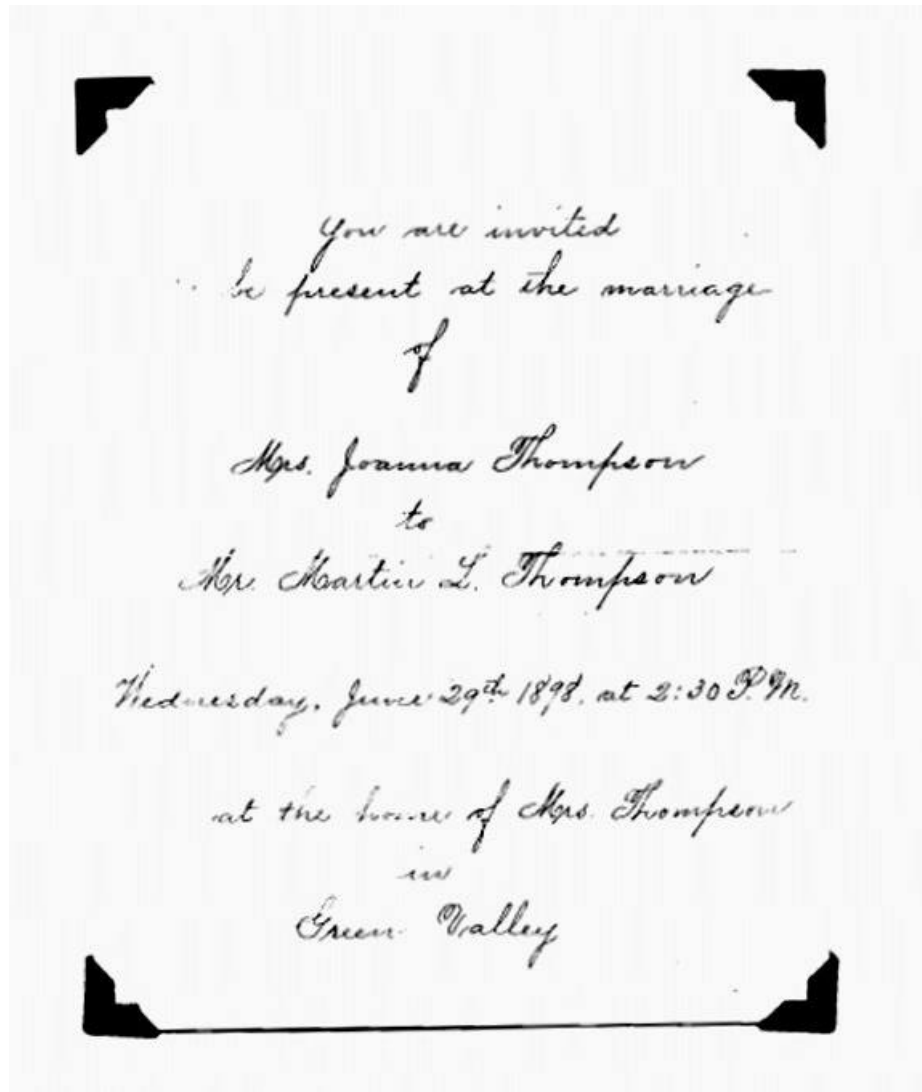 You are invited
be present at the marriage
of
Mrs. Joanna Thompson
to
Mr. Martin L. Thompson
Wednesday, June 29th 1898. at 2:30 P.M.
at the home of Mrs. Thompson
in
Green Valley